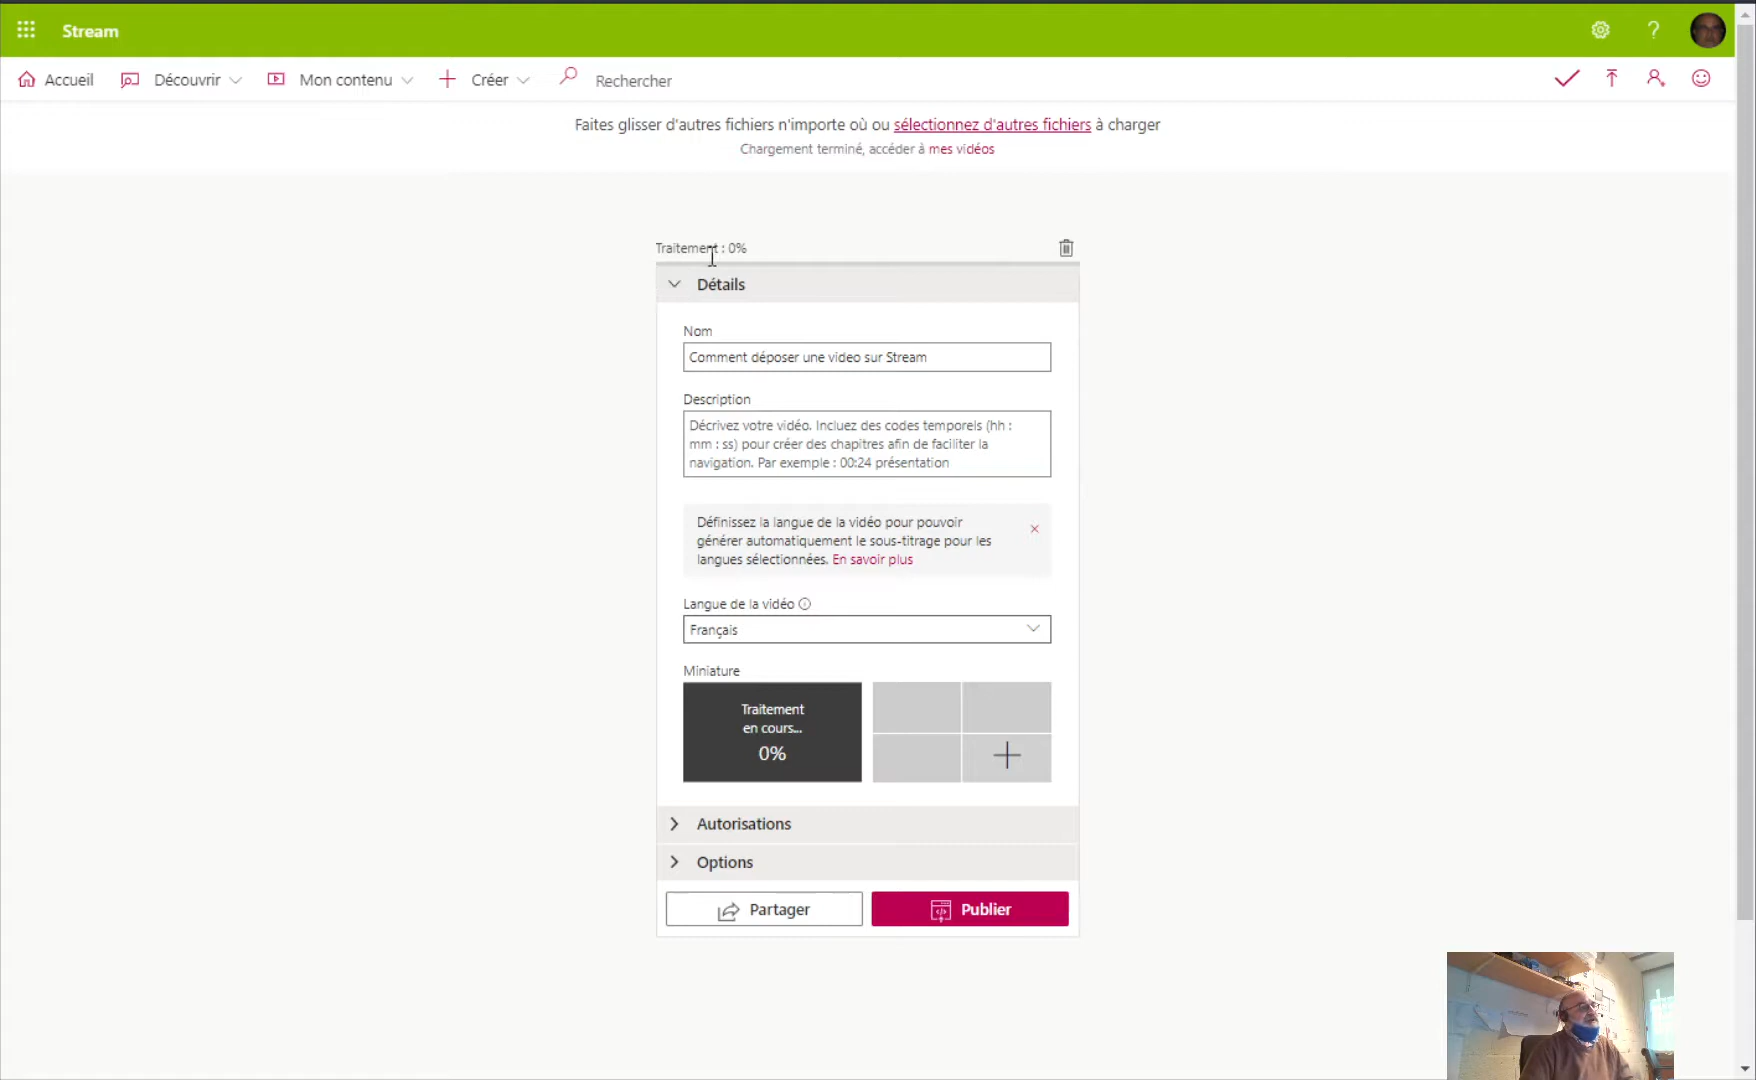 Stream
Accueil Découvrir Mon contenu Créer Rechercher
Faites glisser d'autres fichiers n'importe où ou sélectionnez d'autres fichiers à charger
Chargement terminé, accéder à mes vidéos
Traitement : 0%
Détails
Nom
Comment déposer une video sur Stream
Description
Décrivez votre vidéo. Incluez des codes temporels (hh :
mm : ss) pour créer des chapitres afin de faciliter la
navigation. Par exemple : 00:24 présentation
Définissez la langue de la vidéo pour pouvoir
générer automatiquement le sous-titrage pour les
langues sélectionnées. En savoir plus
Langue de la vidéo
Français
Miniature
Traitement
en cours...
0%
Autorisations
Options
Partager Publier